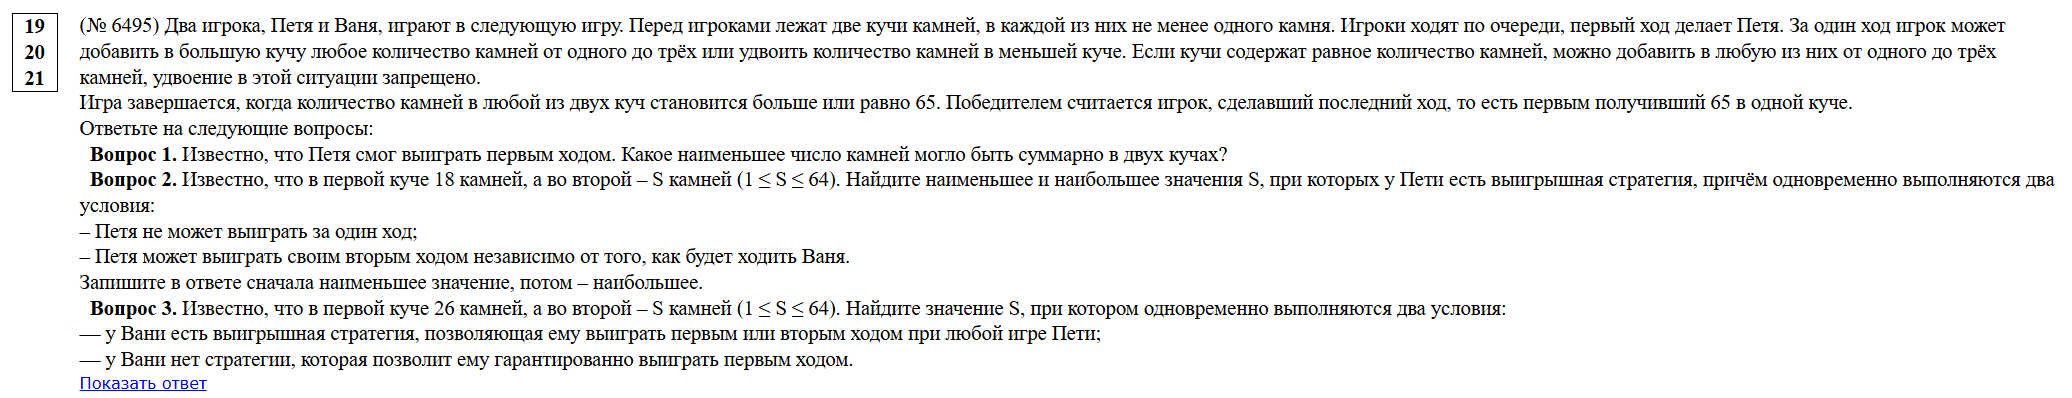 19 (№ 6495) Два игрока, Петя и Ваня, играют в следующую игру. Перед игроками лежат две кучи камней, в каждой из них не менее одного камня. Игроки ходят по очереди, первый ход делает Петя. За один ход игрок может
20 добавить в большую кучу любое количество камней от одного до трёх или удвоить количество камней в меньшей куче. Если кучи содержат равное количество камней, можно добавить в любую из них от одного до трёх
21 камней, удвоение в этой ситуации запрещено.
Игра завершается, когда количество камней в любой из двух куч становится больше или равно 65. Победителем считается игрок, сделавший последний ход, то есть первым получивший 65 в одной куче.
Ответьте на следующие вопросы:
Вопрос 1. Известно, что Петя смог выиграть первым ходом. Какое наименьшее число камней могло быть суммарно в двух кучах?
Вопрос 2. Известно, что в первой куче 18 камней, а во второй – S камней (1 ≤ S ≤ 64). Найдите наименьшее и наибольшее значения S, при которых у Пети есть выигрышная стратегия, причём одновременно выполняются два
условия:
– Петя не может выиграть за один ход;
– Петя может выиграть своим вторым ходом независимо от того, как будет ходить Ваня.
Запишите в ответе сначала наименьшее значение, потом – наибольшее.
Вопрос 3. Известно, что в первой куче 26 камней, а во второй – S камней (1 ≤ S ≤ 64). Найдите значение S, при котором одновременно выполняются два условия:
— у Вани есть выигрышная стратегия, позволяющая ему выиграть первым или вторым ходом при любой игре Пети;
— у Вани нет стратегии, которая позволит ему гарантированно выиграть первым ходом.
Показать ответ